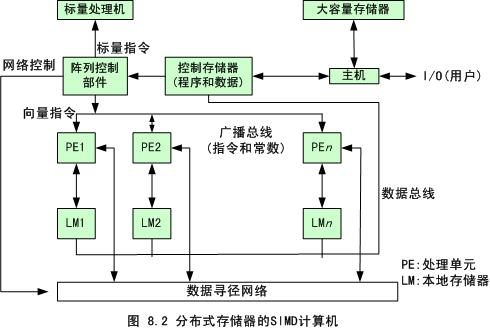 标量处理机
大容量存储器
标量指令
网络控制
阵列控制
部件
控制存储器
(程序和数据)
主机
I/O(用户)
向量指令
广播总线
(指令和常数)
PE1
PE2
PEn
数据总线
LM1
LM2
LMn
PE:处理单元
LM:本地存储器
数据寻径网络
图 8.2 分布式存储器的SIMD计算机